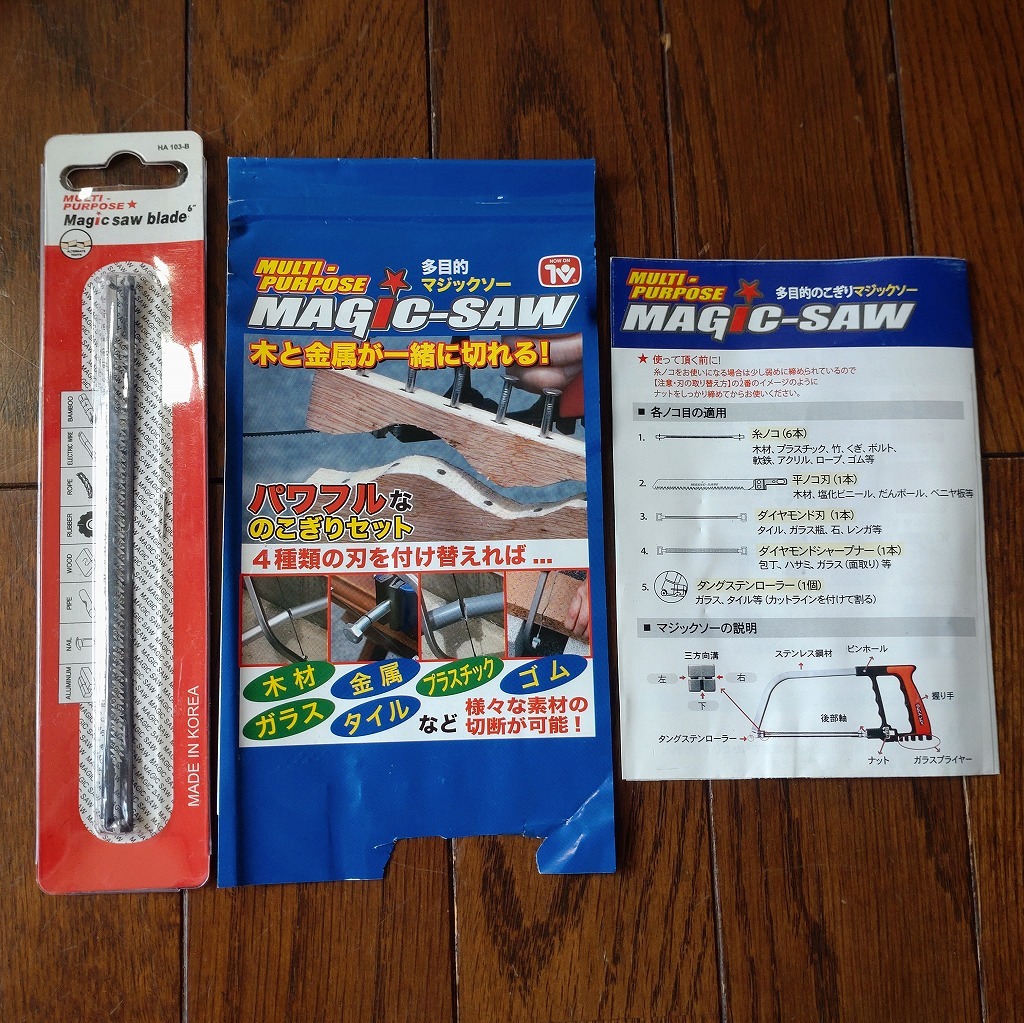 HA 103-B
MULTI -
PURPOSE★
Magic saw blade 6"
ALTERNATE
TEETH
BAMBOO
ELECTRIC WIRE
ROPE
RUBBER
WOOD
PIPE
NAIL
ALUMINUM
MAGIC SAW
MADE IN KOREA
MULTI -
PURPOSE
多目的
マジックソー
NOW ON
TV
MAGiC-SAW
木と金属が一緒に切れる!
パワフルな
のこぎりセット
4種類の刃を付け替えれば ...
木材
金属
プラスチック
ゴム
ガラス
タイル
など
様々な素材の
切断が可能!
MULTI -
PURPOSE
多目的のこぎりマジックソー
MAGiC-SAW
★ 使って頂く前に!
糸ノコをお使いになる場合は少し弱めに締められているので
【注意・刃の取り替え方】の2番のイメージのように
ナットをしっかり締めてからお使いください。
■ 各ノコ目の適用
1. 糸ノコ(6本)
木材、プラスチック、竹、くぎ、ボルト、
軟鉄、アクリル、ロープ、ゴム等
2. 平ノコ刃(1本)
木材、塩化ビニール、だんボール、ベニヤ板等
3. ダイヤモンド刃(1本)
タイル、ガラス瓶、石、レンガ等
4. ダイヤモンドシャープナー(1本)
包丁、ハサミ、ガラス(面取り)等
5. タングステンローラー(1個)
ガラス、タイル等(カットラインを付けて割る)
■ マジックソーの説明
三方向溝
ステンレス鋼材
ピンホール
左
右
下
握り手
後部軸
タングステンローラー
ナット
ガラスプライヤー